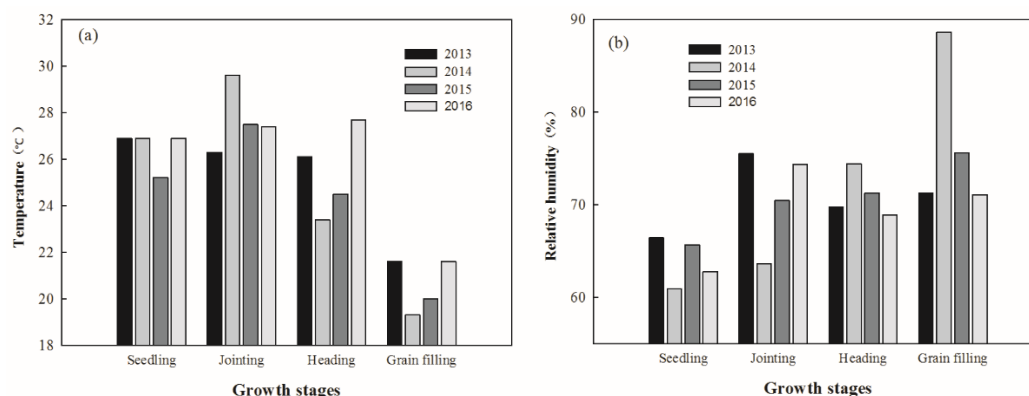 (a)
2013
2014
2015
2016
32
30
28
26
24
22
20
18
Temperature (℃)
Seedling Jointing Heading Grain filling
Growth stages
(b)
2013
2014
2015
2016
90
80
70
60
Relative humidity (%)
Seedling Jointing Heading Grain filling
Growth stages